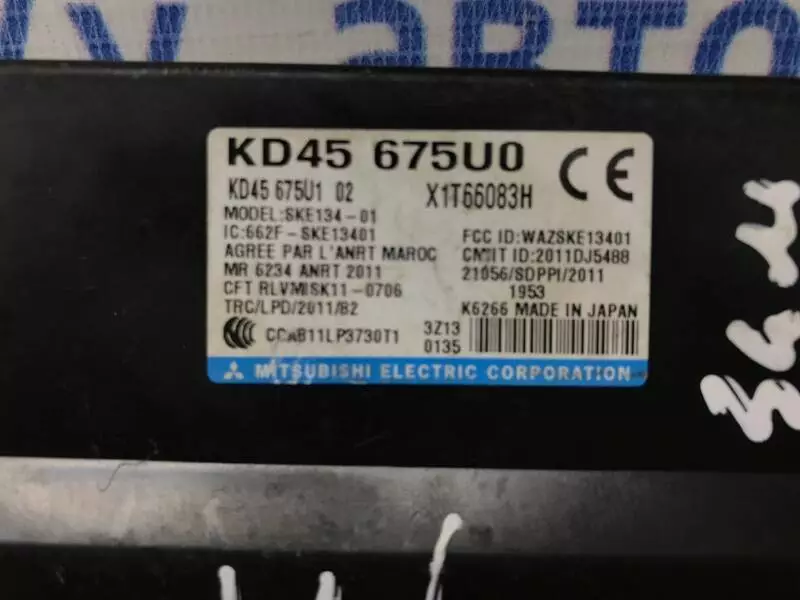 АВТО
KD45 675U0
KD45 675U1 02 X1T66083H
MODEL:SKE134-01
IC:662F-SKE13401 FCC ID:WAZSKE13401
AGREE PAR L'ANRT MAROC CMIIT ID:2011DJ5488
MR 6234 ANRT 2011 21056/SDPPI/2011
CFT RLVMISK11-0706 1953
TRC/LPD/2011/82 K6266 MADE IN JAPAN
CCAB11LP3730T1 3Z13
0135
MITSUBISHI ELECTRIC CORPORATION
CE